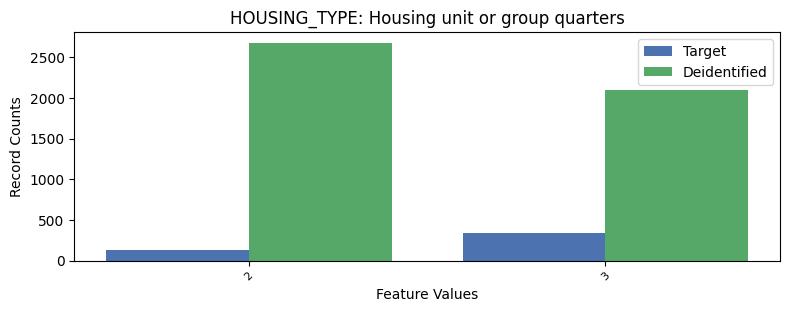 HOUSING_TYPE: Housing unit or group quarters
Target
Deidentified
Record Counts
2500
2000
1500
1000
500
0
2
3
Feature Values